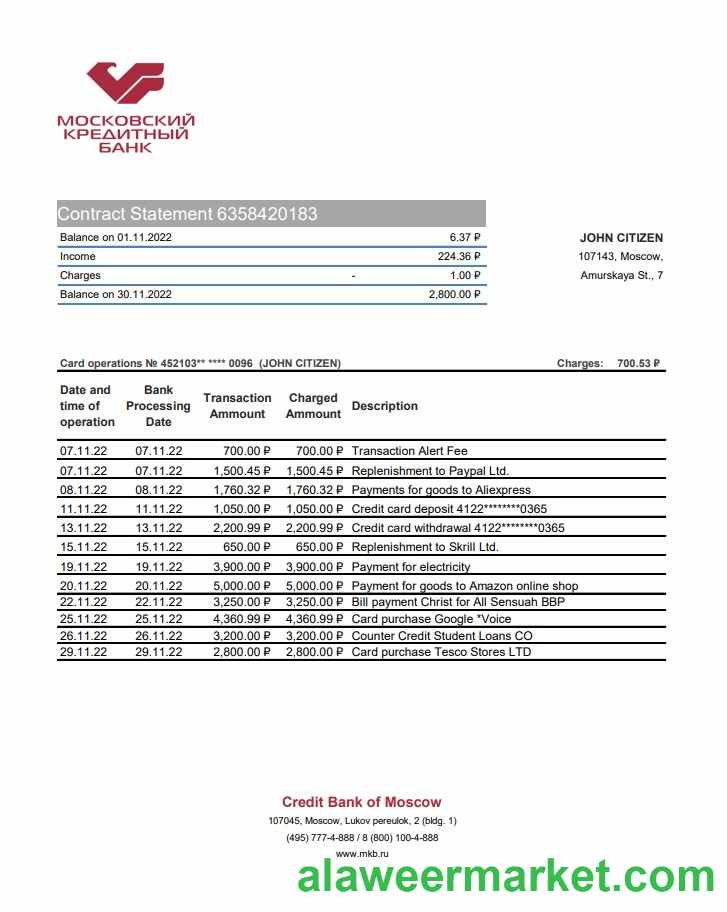 МОСКОВСКИЙ
КРЕДИТНЫЙ
БАНК
Contract Statement 6358420183
Balance on 01.11.2022 6.37 ₽
Income 224.36 ₽
Charges - 1.00 ₽
Balance on 30.11.2022 2,800.00 ₽
JOHN CITIZEN
107143, Moscow,
Amurskaya St., 7
Card operations № 452103** **** 0096 (JOHN CITIZEN) Charges: 700.53 ₽
Date and time of operation Bank Processing Date Transaction Ammount Charged Ammount Description
07.11.22 07.11.22 700.00 ₽ 700.00 ₽ Transaction Alert Fee
07.11.22 07.11.22 1,500.45 ₽ 1,500.45 ₽ Replenishment to Paypal Ltd.
08.11.22 08.11.22 1,760.32 ₽ 1,760.32 ₽ Payments for goods to Aliexpress
11.11.22 11.11.22 1,050.00 ₽ 1,050.00 ₽ Credit card deposit 4122********0365
13.11.22 13.11.22 2,200.99 ₽ 2,200.99 ₽ Credit card withdrawal 4122********0365
15.11.22 15.11.22 650.00 ₽ 650.00 ₽ Replenishment to Skrill Ltd.
19.11.22 19.11.22 3,900.00 ₽ 3,900.00 ₽ Payment for electricity
20.11.22 20.11.22 5,000.00 ₽ 5,000.00 ₽ Payment for goods to Amazon online shop
22.11.22 22.11.22 3,250.00 ₽ 3,250.00 ₽ Bill payment Christ for All Sensuah BBP
25.11.22 25.11.22 4,360.99 ₽ 4,360.99 ₽ Card purchase Google *Voice
26.11.22 26.11.22 3,200.00 ₽ 3,200.00 ₽ Counter Credit Student Loans CO
29.11.22 29.11.22 2,800.00 ₽ 2,800.00 ₽ Card purchase Tesco Stores LTD
Credit Bank of Moscow
107045, Moscow, Lukov pereulok, 2 (bldg. 1)
(495) 777-4-888 / 8 (800) 100-4-888
www.mkb.ru
alaweermarket.com